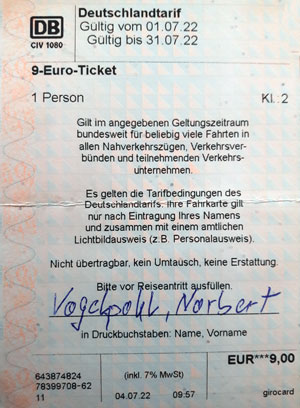 Deutschlandtarif
DB
Gültig vom 01.07.22
CIV 1080
Gültig bis 31.07.22
9-Euro-Ticket
1 Person
Kl. 2
Gilt im angegebenen Geltungszeitraum
bundesweit für beliebig viele Fahrten in
allen Nahverkehrszügen, Verkehrsver-
bünden und teilnehmenden Verkehrs-
unternehmen.
Es gelten die Tarifbedingungen des
Deutschlandtarifs. Ihre Fahrkarte gilt
nur nach Eintragung Ihres Namens
und zusammen mit einem amtlichen
Lichtbildausweis (z.B. Personalausweis).
Nicht übertragbar, kein Umtausch, keine Erstattung.
Bitte vor Reiseantritt ausfüllen.
Vogelpohl, Norbert
in Druckbuchstaben: Name, Vorname
EUR***9,00
643874824
(inkl. 7% MwSt)
78399708-62
11
04.07.22
09:57
girocard